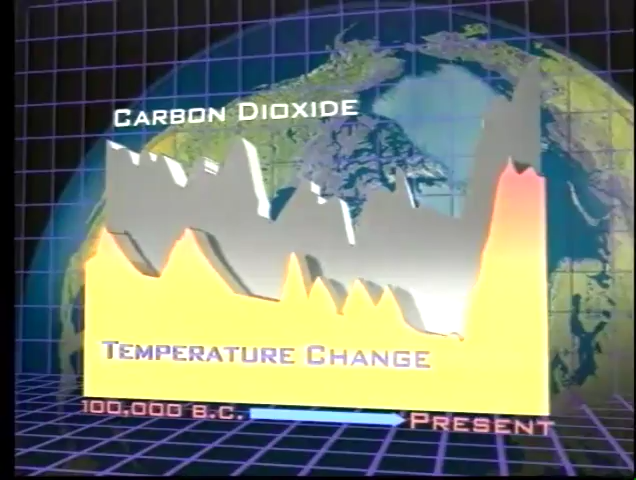 CARBON DIOXIDE
TEMPERATURE CHANGE
100,000 B.C.
PRESENT